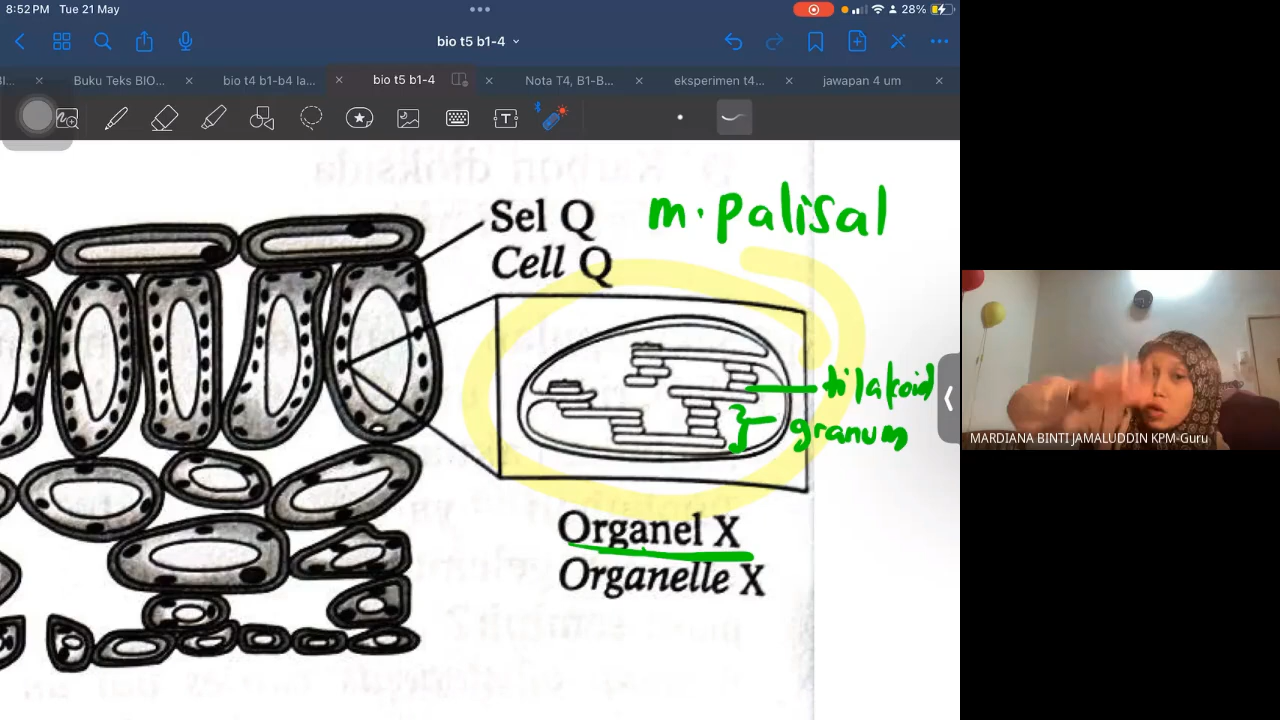 8:52 PM Tue 21 May
28%
bio t5 b1-4
Buku Teks BIO...
bio t4 b1-b4 la...
bio t5 b1-4
Nota T4, B1-B...
eksperimen t4...
jawapan 4 um
Sel Q
Cell Q
m. palisad
tilakoid
granum
Organel X
Organelle X
MARDIANA BINTI JAMALUDDIN KPM-Guru